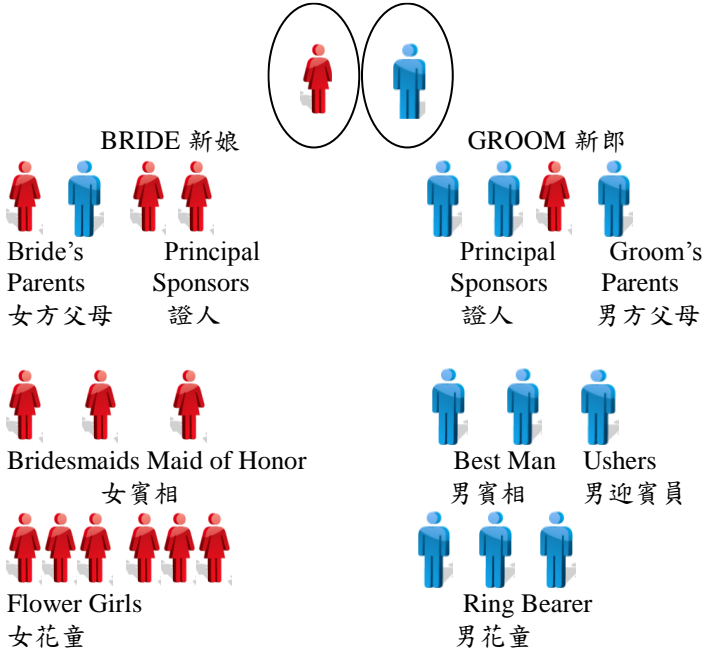 BRIDE 新娘 GROOM 新郎
Bride's Principal Principal Groom's
Parents Sponsors Sponsors Parents
女方父母 證人 證人 男方父母
Bridesmaids Maid of Honor Best Man Ushers
女賓相 男賓相 男迎賓員
Flower Girls Ring Bearer
女花童 男花童